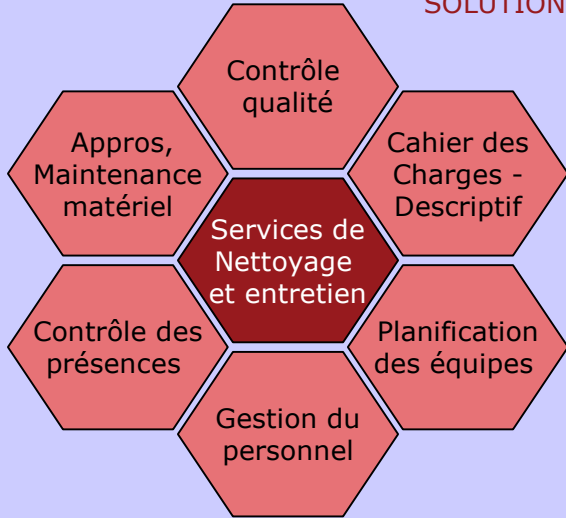 SOLUTION
Contrôle
qualité
Appros,
Maintenance
matériel
Cahier des
Charges -
Descriptif
Services de
Nettoyage
et entretien
Contrôle des
présences
Planification
des équipes
Gestion du
personnel